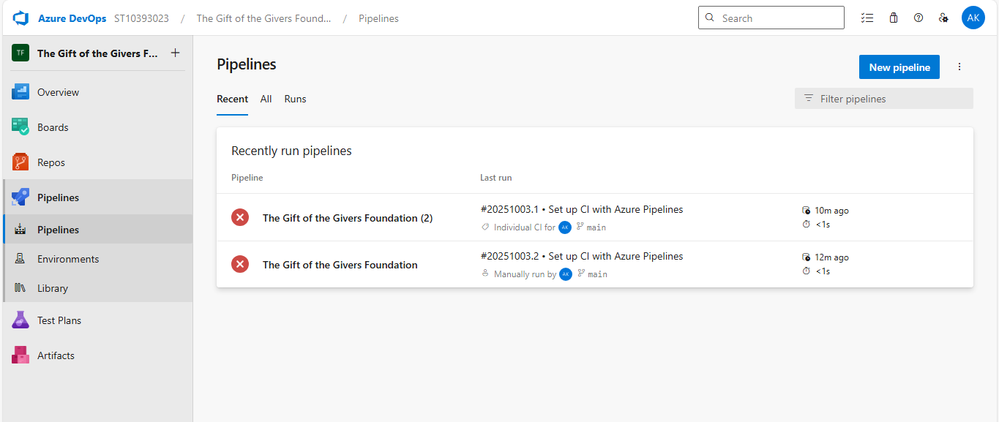 Azure DevOps ST10393023 / The Gift of the Givers Found... / Pipelines
Search
AK
TF The Gift of the Givers F... +
Overview
Boards
Repos
Pipelines
Pipelines
Environments
Library
Test Plans
Artifacts
Pipelines
New pipeline
Recent All Runs
Filter pipelines
Recently run pipelines
Pipeline Last run
The Gift of the Givers Foundation (2)
#20251003.1 • Set up CI with Azure Pipelines
Individual CI for AK main
10m ago
<1s
The Gift of the Givers Foundation
#20251003.2 • Set up CI with Azure Pipelines
Manually run by AK main
12m ago
<1s